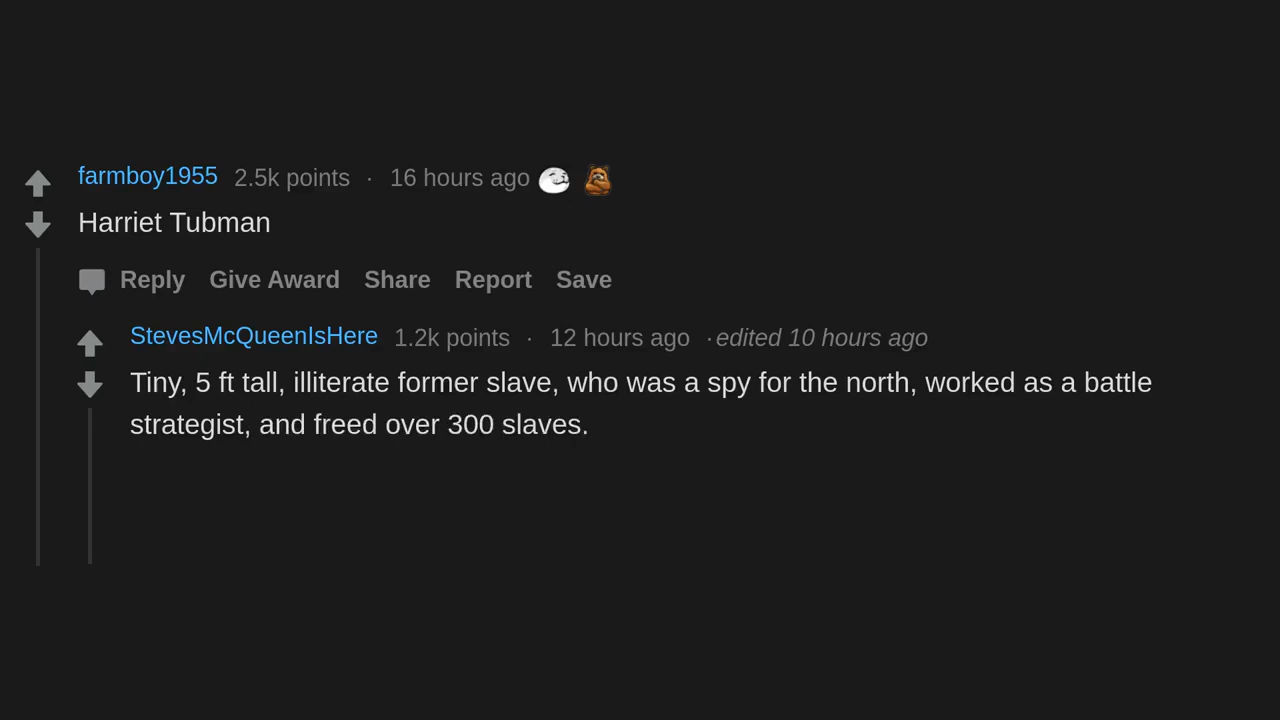 farmboy1955 2.5k points · 16 hours ago
Harriet Tubman
Reply Give Award Share Report Save
StevesMcQueenIsHere 1.2k points · 12 hours ago · edited 10 hours ago
Tiny, 5 ft tall, illiterate former slave, who was a spy for the north, worked as a battle
strategist, and freed over 300 slaves.